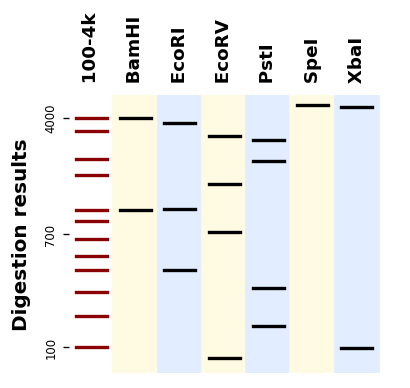 100-4k
BamHI
EcoRI
EcoRV
PstI
SpeI
XbaI
Digestion results
4000
700
100